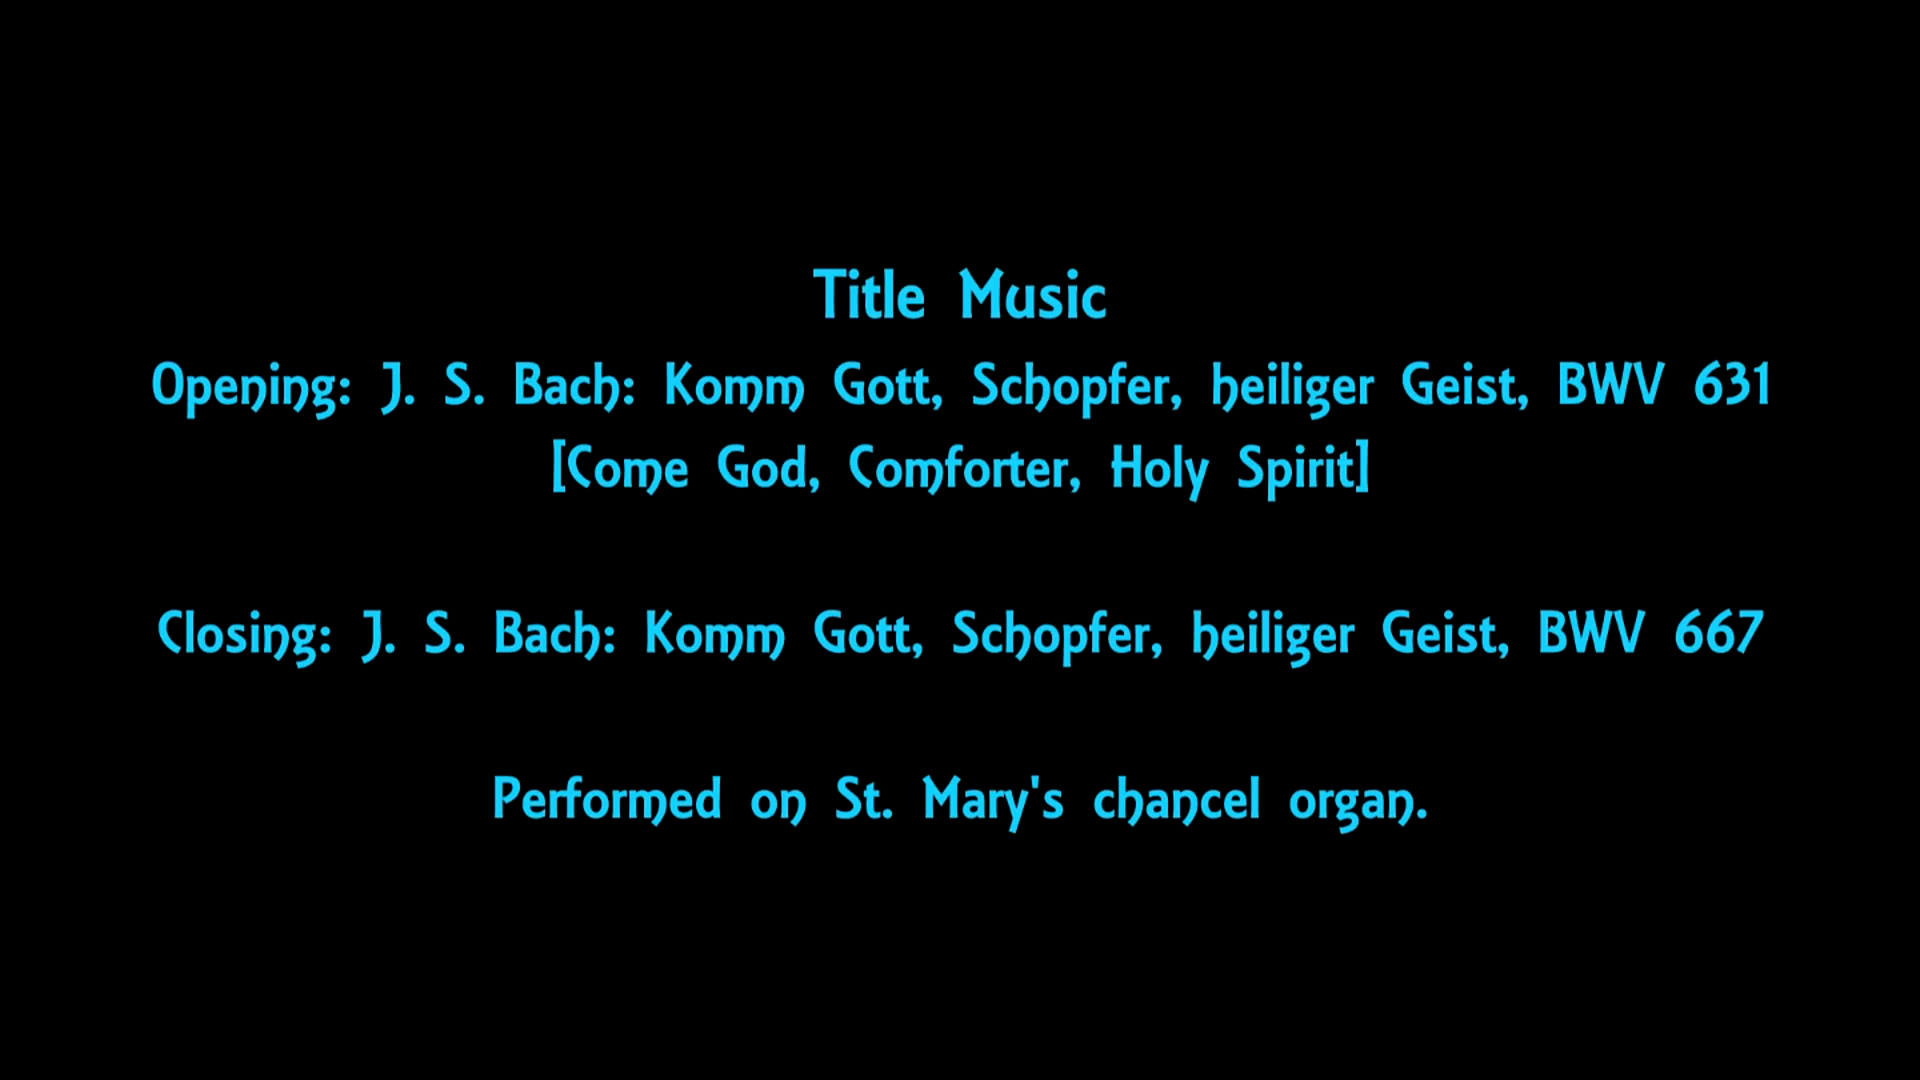 Title Music
Opening: J. S. Bach: Komm Gott, Schopfer, heiliger Geist, BWV 631
[Come God, Comforter, Holy Spirit]
Closing: J. S. Bach: Komm Gott, Schopfer, heiliger Geist, BWV 667
Performed on St. Mary's chancel organ.